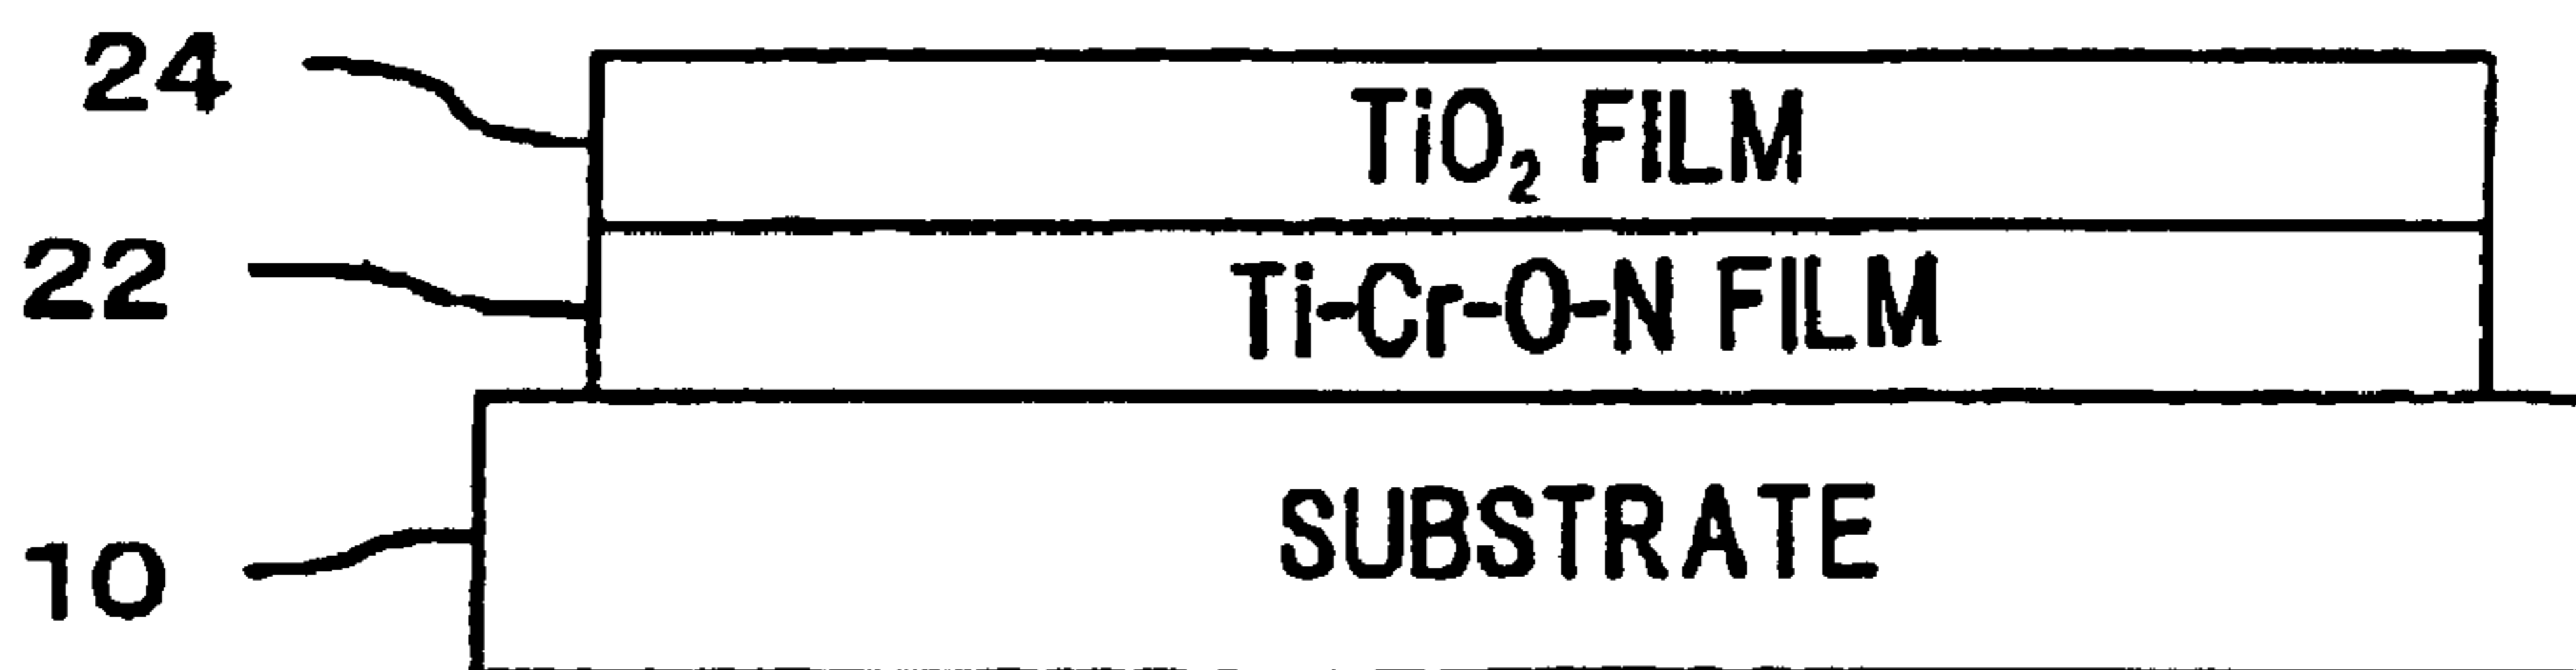 24 TiO₂ FILM
22 Ti-Cr-O-N FILM
10 SUBSTRATE